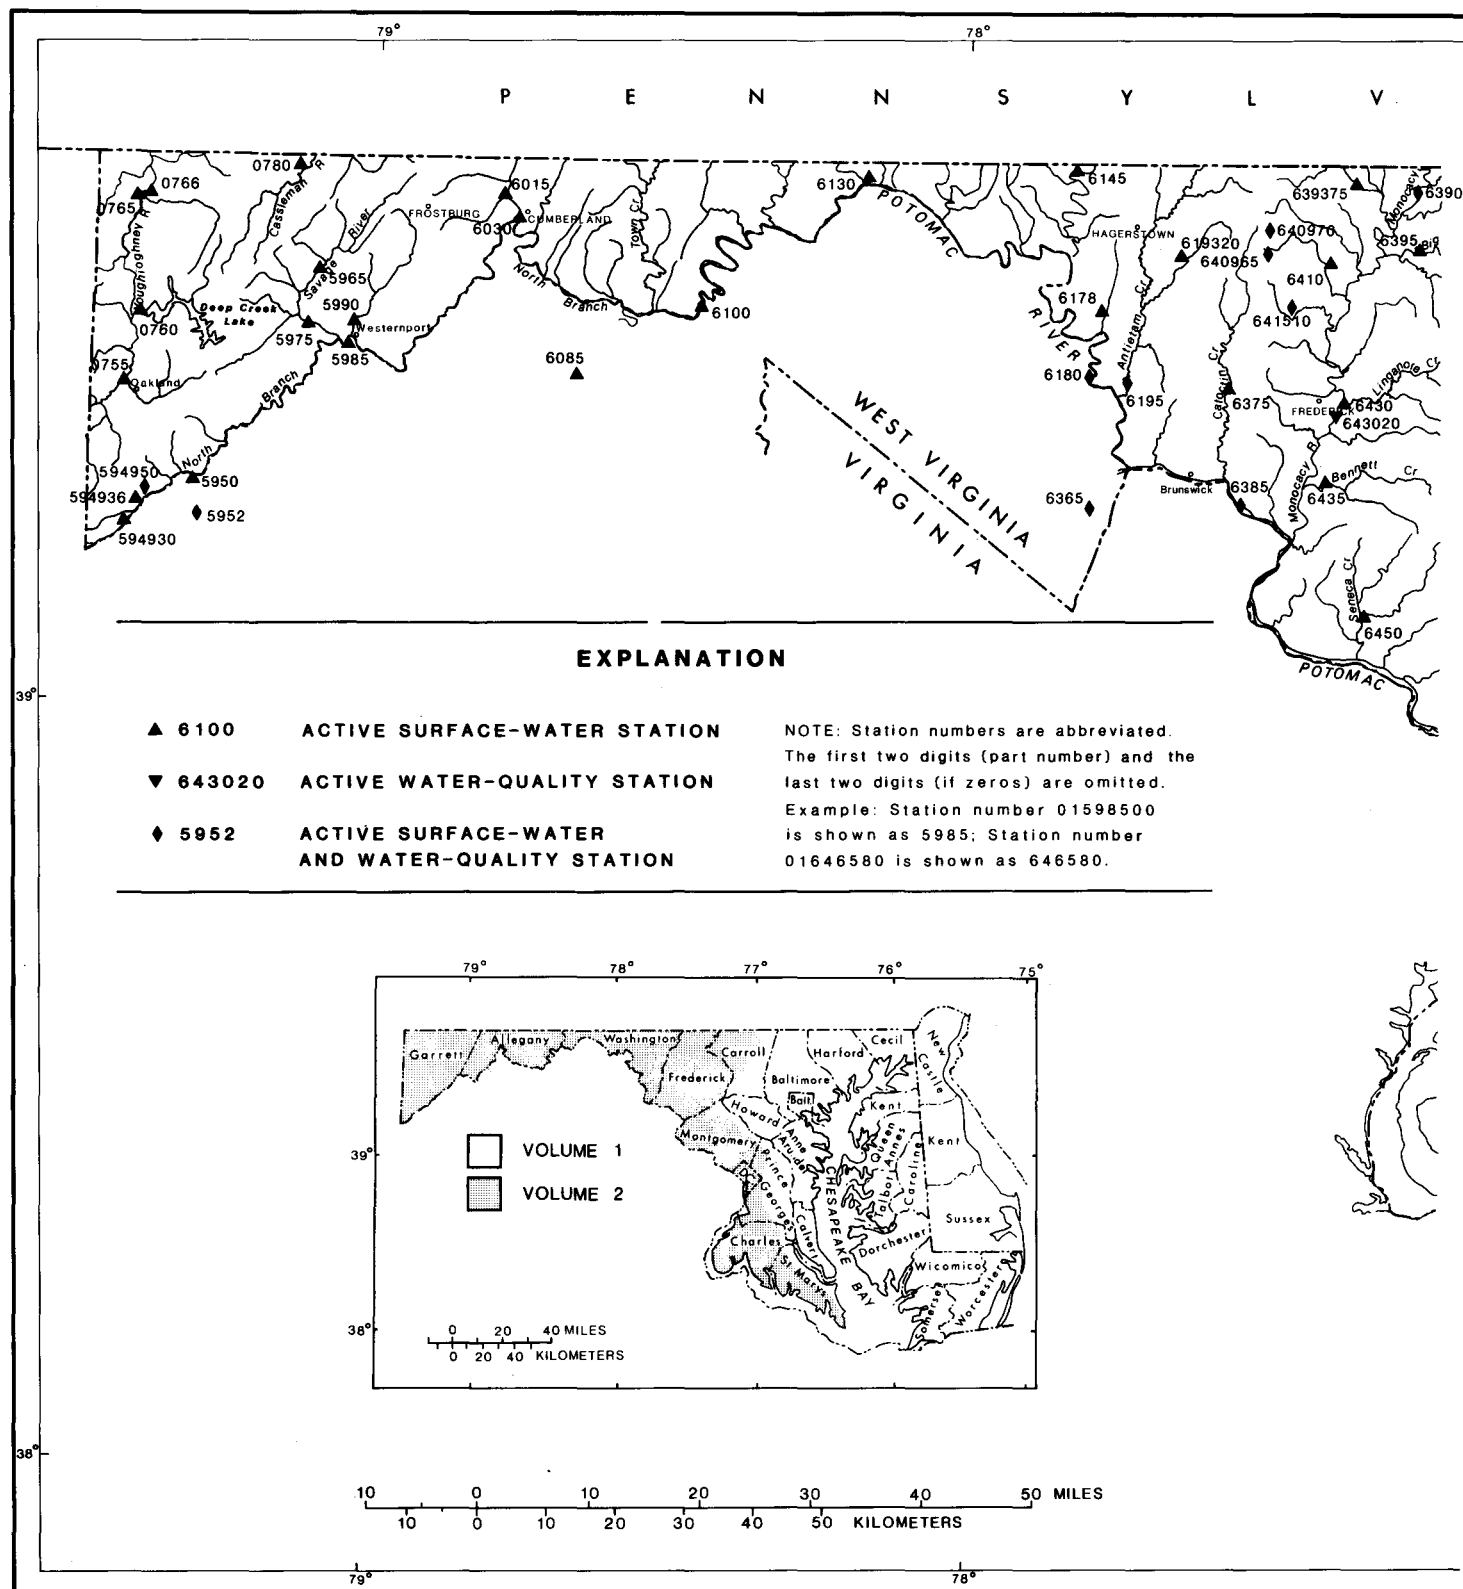 79°
78°
P E N N S Y L V
0780
0766
0765
Cassleman R
Youghiogheny R
6015
FROSTBURG
6030
CUMBERLAND
Town Cr
6130
POTOMAC
6145
639375
Monocacy
6390
HAGERSTOWN
619320
640970
640965
6395
Big
6410
Savage River
5965
5990
North Branch
6100
RIVER
6178
Antietam Cr
641510
Deep Creek
Lake
0760
5975
Westernport
5985
6085
0755
Oakland
6180
6195
Catoctin Cr
6375
Linganore Cr
6430
FREDERICK
643020
North Branch
WEST VIRGINIA
VIRGINIA
594950
594936
5950
5952
594930
6365
Brunswick
6385
Monocacy R
Bennett Cr
6435
Seneca Cr
6450
POTOMAC
EXPLANATION
39°
6100 ACTIVE SURFACE-WATER STATION
643020 ACTIVE WATER-QUALITY STATION
5952 ACTIVE SURFACE-WATER
AND WATER-QUALITY STATION
NOTE: Station numbers are abbreviated.
The first two digits (part number) and the
last two digits (if zeros) are omitted.
Example: Station number 01598500
is shown as 5985; Station number
01646580 is shown as 646580.
79° 78° 77° 76° 75°
Garrett
Allegany
Washington
Frederick
Carroll
Baltimore
Balt.
Harford
Cecil
New Castle
Howard
Montgomery
Anne Arundel
Prince Georges
Kent
Queen Annes
Kent
Caroline
Talbot
CHESAPEAKE BAY
Calvert
Charles
St Marys
Dorchester
Sussex
Wicomico
Somerset
Worcester
39°
38°
VOLUME 1
VOLUME 2
0 20 40 MILES
0 20 40 KILOMETERS
38°
10 0 10 20 30 40 50 MILES
10 0 10 20 30 40 50 KILOMETERS
79°
78°